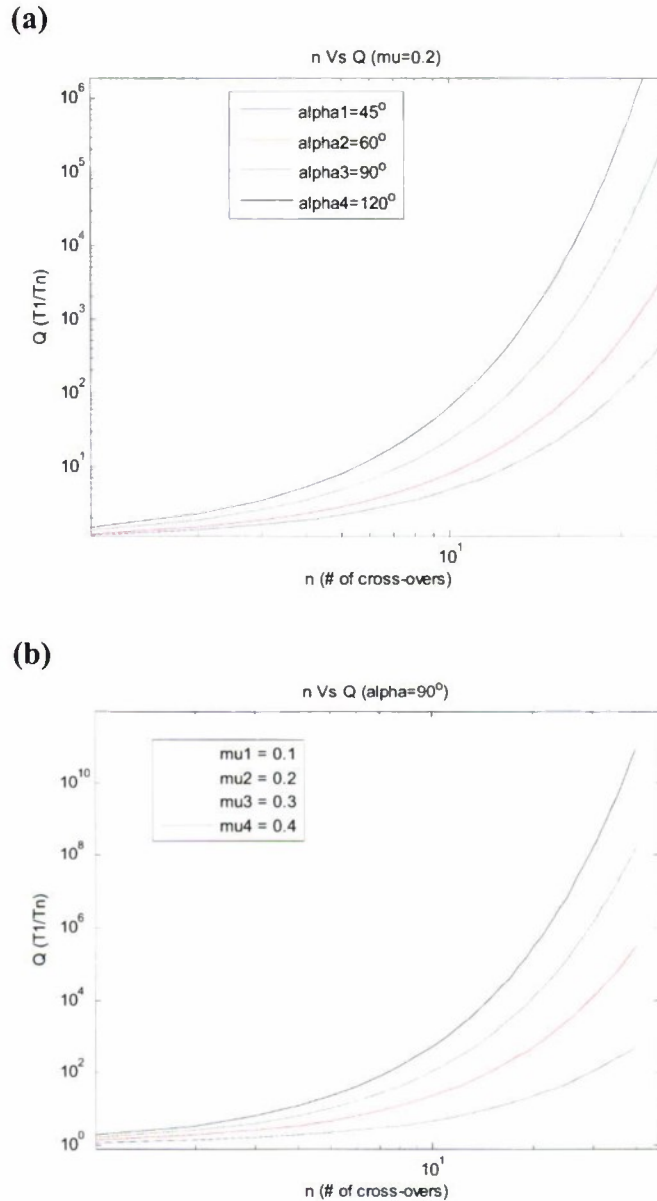 (a)
n Vs Q (mu=0.2)
10^6
10^5
10^4
10^3
10^2
10^1
Q (T1/Tn)
alpha1=45^o
alpha2=60^o
alpha3=90^o
alpha4=120^o
10^1
n (# of cross-overs)
(b)
n Vs Q (alpha=90^o)
10^10
10^8
10^6
10^4
10^2
10^0
Q (T1/Tn)
mu1 = 0.1
mu2 = 0.2
mu3 = 0.3
mu4 = 0.4
10^1
n (# of cross-overs)